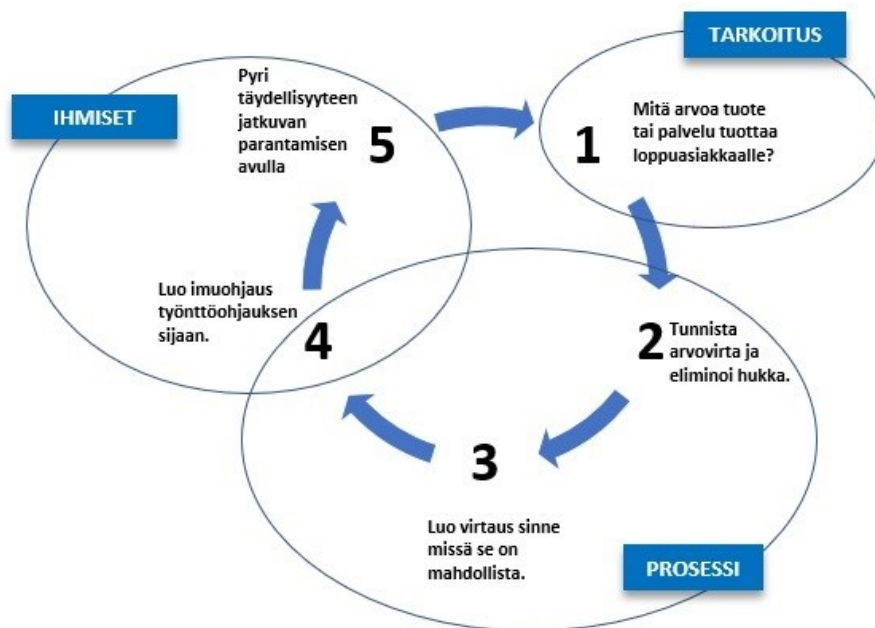 TARKOITUS
1
Mitä arvoa tuote
tai palvelu tuottaa
loppuasiakkaalle?
2
Tunnista
arvovirta ja
eliminoi hukka.
3
Luo virtaus sinne
missä se on
mahdollista.
PROSESSI
4
Luo imuohjaus
työnttöohjauksen
sijaan.
IHMISET
5
Pyri
täydellisyyteen
jatkuvan
parantamisen
avulla